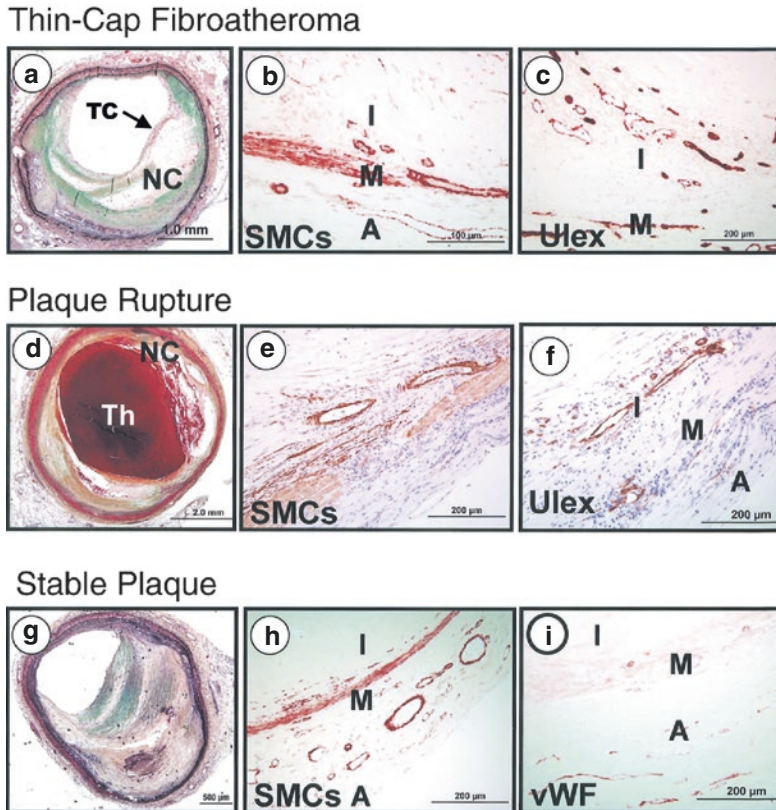 Thin-Cap Fibroatheroma
a
TC
NC
1.0 mm
b
I
M
A
SMCs
100 µm
c
I
M
Ulex
200 µm
Plaque Rupture
d
NC
Th
2.0 mm
e
SMCs
200 µm
f
I
M
A
Ulex
200 µm
Stable Plaque
g
500 µm
h
I
M
SMCs A
200 µm
i
I
M
A
vWF
200 µm